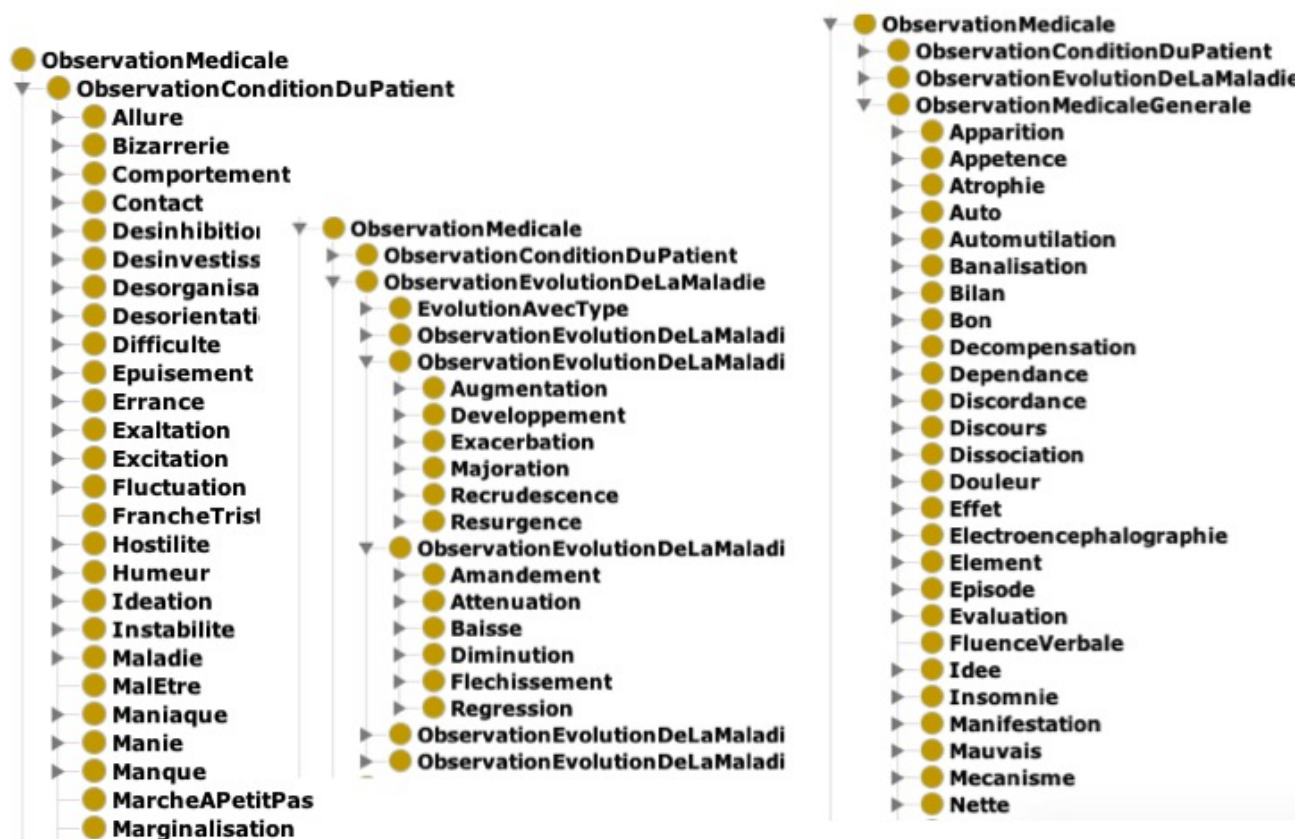 ObservationMedicale
ObservationConditionDuPatient
Allure
Bizarrerie
Comportement
Contact
Desinhibition
Desinvestiss
Desorganisa
Desorientati
Difficulte
Epuisement
Errance
Exaltation
Excitation
Fluctuation
FrancheTrist
Hostilite
Humeur
Ideation
Instabilite
Maladie
MalEtre
Maniaque
Manie
Manque
MarcheAPetitPas
Marginalisation
ObservationMedicale
ObservationConditionDuPatient
ObservationEvolutionDeLaMaladie
EvolutionAvecType
ObservationEvolutionDeLaMaladi
ObservationEvolutionDeLaMaladi
Augmentation
Developpement
Exacerbation
Majoration
Recrudescence
Resurgence
ObservationEvolutionDeLaMaladi
Amandement
Attenuation
Baisse
Diminution
Flechissement
Regression
ObservationEvolutionDeLaMaladi
ObservationEvolutionDeLaMaladi
ObservationMedicale
ObservationConditionDuPatient
ObservationEvolutionDeLaMaladie
ObservationMedicaleGenerale
Apparition
Appetence
Atrophie
Auto
Automutilation
Banalisation
Bilan
Bon
Decompensation
Dependance
Discordance
Discours
Dissociation
Douleur
Effet
Electroencephalographie
Element
Episode
Evaluation
FluenceVerbale
Idee
Insomnie
Manifestation
Mauvais
Mecanisme
Nette